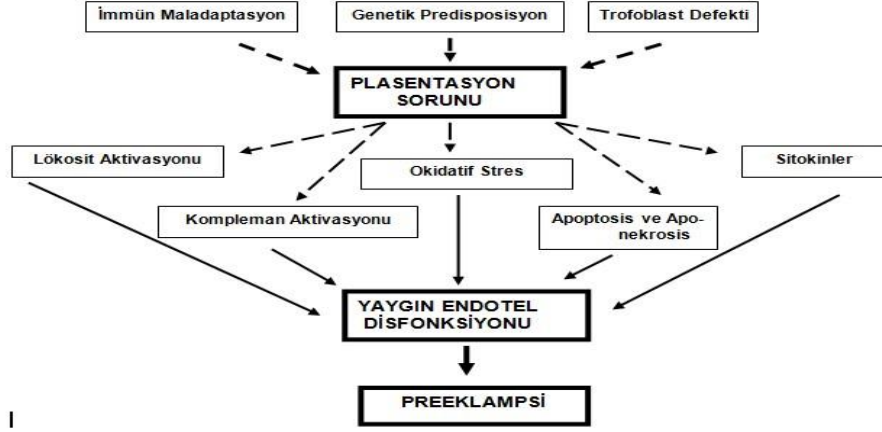 İmmün Maladaptasyon
Genetik Predisposisyon
Trofoblast Defekti
PLASENTASYON
SORUNU
Lökosit Aktivasyonu
Okidatif Stres
Sitokinler
Kompleman Aktivasyonu
Apoptosis ve Apo-
nekrosis
YAYGIN ENDOTEL
DİSFONKSİYONU
PREEKLAMPSİ